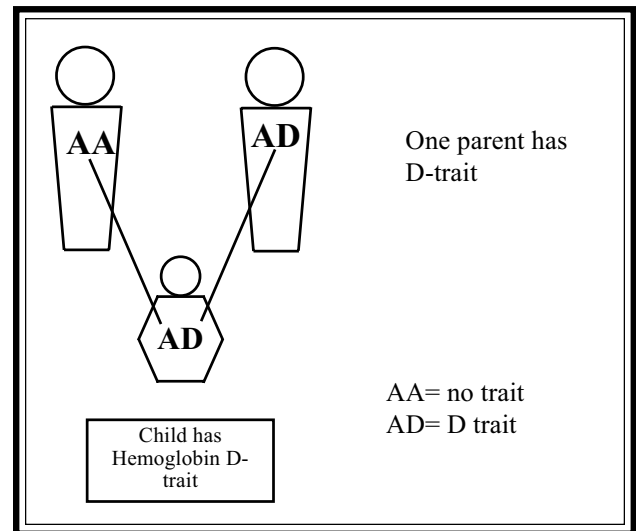 AA
AD
One parent has
D-trait
AD
AA= no trait
AD= D trait
Child has
Hemoglobin D-
trait